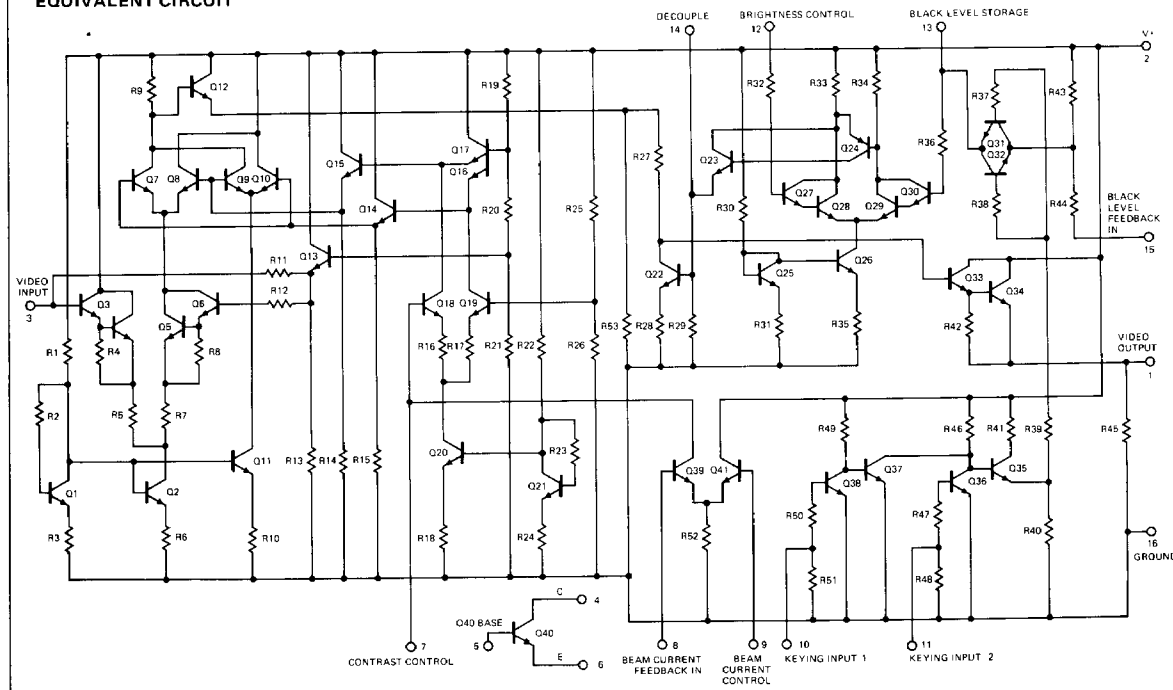 EQUIVALENT CIRCUIT
DECOUPLE
14
BRIGHTNESS CONTROL
12
BLACK LEVEL STORAGE
13
V+
2
R9
Q12
R19
R32
R33
R34
R37
R43
Q17
Q16
Q15
Q31
Q32
R36
Q23
Q24
R27
Q7
Q8
Q9
Q10
Q14
R20
R25
R30
Q27
Q28
Q29
Q30
R38
R44
BLACK
LEVEL
FEEDBACK
IN
15
R11
Q13
R12
VIDEO
INPUT
3
Q3
Q5
Q6
Q18
Q19
Q22
Q25
Q26
Q33
Q34
R1
R4
R8
R16
R17
R21
R22
R26
R53
R28
R29
R31
R35
R42
VIDEO
OUTPUT
1
R2
R5
R7
R23
R49
R46
R41
R39
R45
Q11
R13
R14
R15
Q20
Q21
Q39
Q41
Q38
Q37
Q36
Q35
Q1
Q2
R3
R6
R10
R18
R24
R52
R50
R51
R47
R48
R40
16
GROUND
C
4
Q40 BASE
5
Q40
E
6
7
CONTRAST CONTROL
8
BEAM CURRENT
FEEDBACK IN
9
BEAM
CURRENT
CONTROL
10
KEYING INPUT 1
11
KEYING INPUT 2